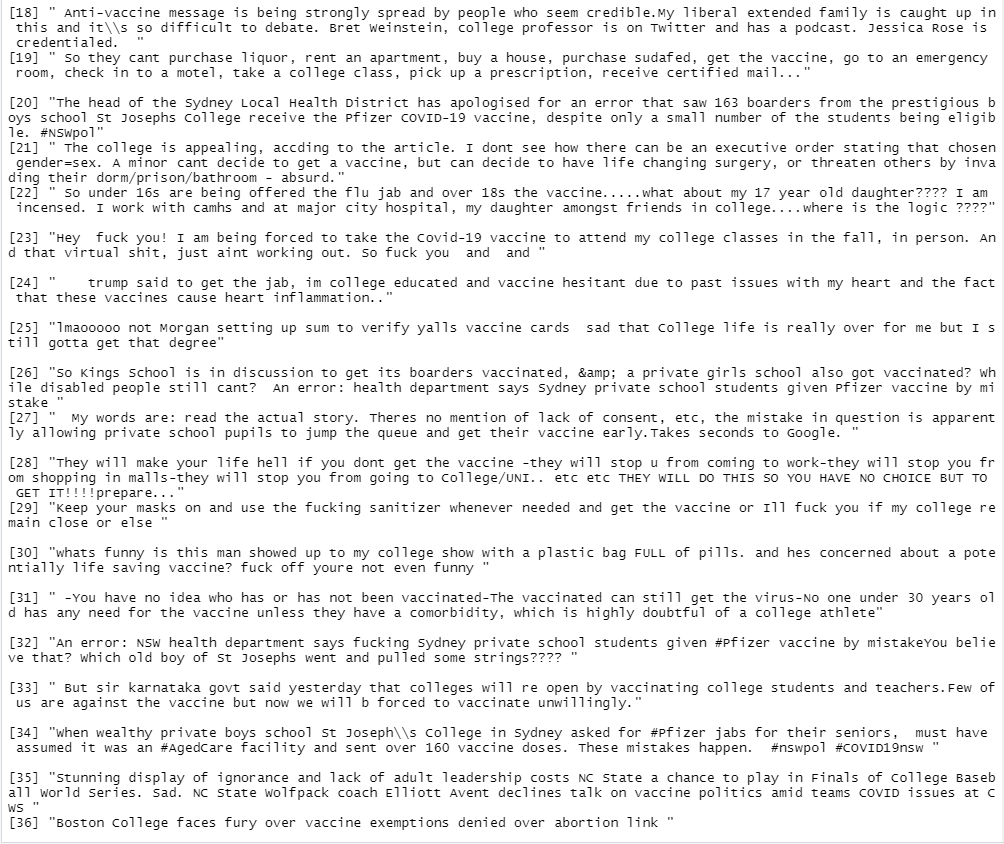 [18] " Anti-vaccine message is being strongly spread by people who seem credible.My liberal extended family is caught up in
this and it\\s so difficult to debate. Bret Weinstein, college professor is on Twitter and has a podcast. Jessica Rose is
credentialed.  "
[19] " So they cant purchase liquor, rent an apartment, buy a house, purchase sudafed, get the vaccine, go to an emergency
room, check in to a motel, take a college class, pick up a prescription, receive certified mail..."
[20] "The head of the Sydney Local Health District has apologised for an error that saw 163 boarders from the prestigious b
oys school St Josephs College receive the Pfizer COVID-19 vaccine, despite only a small number of the students being eligib
le. #NSWpol"
[21] " The college is appealing, accding to the article. I dont see how there can be an executive order stating that chosen
gender=sex. A minor cant decide to get a vaccine, but can decide to have life changing surgery, or threaten others by inva
ding their dorm/prison/bathroom - absurd."
[22] " So under 16s are being offered the flu jab and over 18s the vaccine.....what about my 17 year old daughter???? I am
incensed. I work with camhs and at major city hospital, my daughter amongst friends in college....where is the logic ????"
[23] "Hey  fuck you! I am being forced to take the Covid-19 vaccine to attend my college classes in the fall, in person. An
d that virtual shit, just aint working out. So fuck you  and  and "
[24] "    trump said to get the jab, im college educated and vaccine hesitant due to past issues with my heart and the fact
that these vaccines cause heart inflammation.."
[25] "lmaooooo not Morgan setting up sum to verify yalls vaccine cards  sad that College life is really over for me but I s
till gotta get that degree"
[26] "So Kings School is in discussion to get its boarders vaccinated, &amp; a private girls school also got vaccinated? Wh
ile disabled people still cant?  An error: health department says Sydney private school students given Pfizer vaccine by mi
stake "
[27] "  My words are: read the actual story. Theres no mention of lack of consent, etc, the mistake in question is apparent
ly allowing private school pupils to jump the queue and get their vaccine early.Takes seconds to Google. "
[28] "They will make your life hell if you dont get the vaccine -they will stop u from coming to work-they will stop you fr
om shopping in malls-they will stop you from going to College/UNI.. etc etc THEY WILL DO THIS SO YOU HAVE NO CHOICE BUT TO
GET IT!!!!prepare..."
[29] "Keep your masks on and use the fucking sanitizer whenever needed and get the vaccine or Ill fuck you if my college re
main close or else "
[30] "whats funny is this man showed up to my college show with a plastic bag FULL of pills. and hes concerned about a pote
ntially life saving vaccine? fuck off youre not even funny "
[31] " -You have no idea who has or has not been vaccinated-The vaccinated can still get the virus-No one under 30 years ol
d has any need for the vaccine unless they have a comorbidity, which is highly doubtful of a college athlete"
[32] "An error: NSW health department says fucking Sydney private school students given #Pfizer vaccine by mistakeYou belie
ve that? Which old boy of St Josephs went and pulled some strings???? "
[33] " But sir karnataka govt said yesterday that colleges will re open by vaccinating college students and teachers.Few of
us are against the vaccine but now we will b forced to vaccinate unwillingly."
[34] "When wealthy private boys school St Joseph\\s College in Sydney asked for #Pfizer jabs for their seniors,  must have
assumed it was an #AgedCare facility and sent over 160 vaccine doses. These mistakes happen.  #nswpol #COVID19nsw "
[35] "Stunning display of ignorance and lack of adult leadership costs NC State a chance to play in Finals of College Baseb
all World Series. Sad. NC State Wolfpack coach Elliott Avent declines talk on vaccine politics amid teams COVID issues at C
WS "
[36] "Boston College faces fury over vaccine exemptions denied over abortion link "